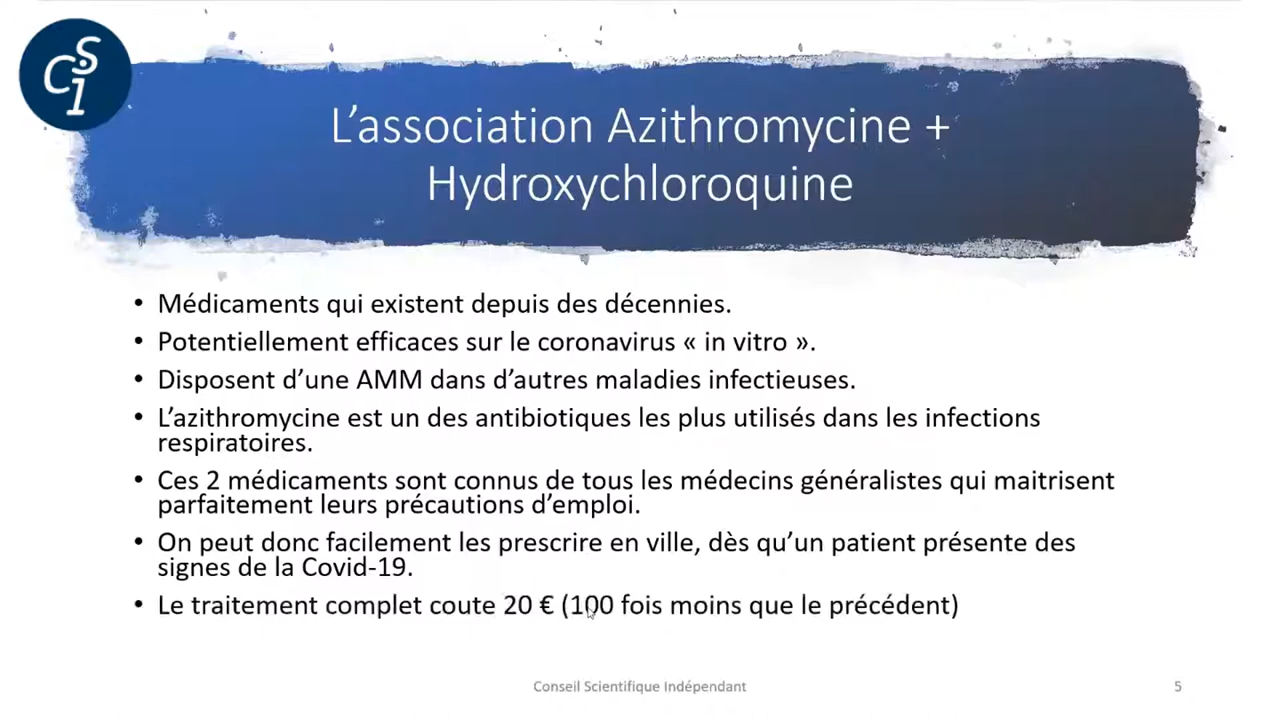 CSI
L’association Azithromycine +
Hydroxychloroquine
• Médicaments qui existent depuis des décennies.
• Potentiellement efficaces sur le coronavirus « in vitro ».
• Disposent d’une AMM dans d’autres maladies infectieuses.
• L’azithromycine est un des antibiotiques les plus utilisés dans les infections
respiratoires.
• Ces 2 médicaments sont connus de tous les médecins généralistes qui maitrisent
parfaitement leurs précautions d’emploi.
• On peut donc facilement les prescrire en ville, dès qu’un patient présente des
signes de la Covid-19.
• Le traitement complet coute 20 € (100 fois moins que le précédent)
Conseil Scientifique Indépendant
5